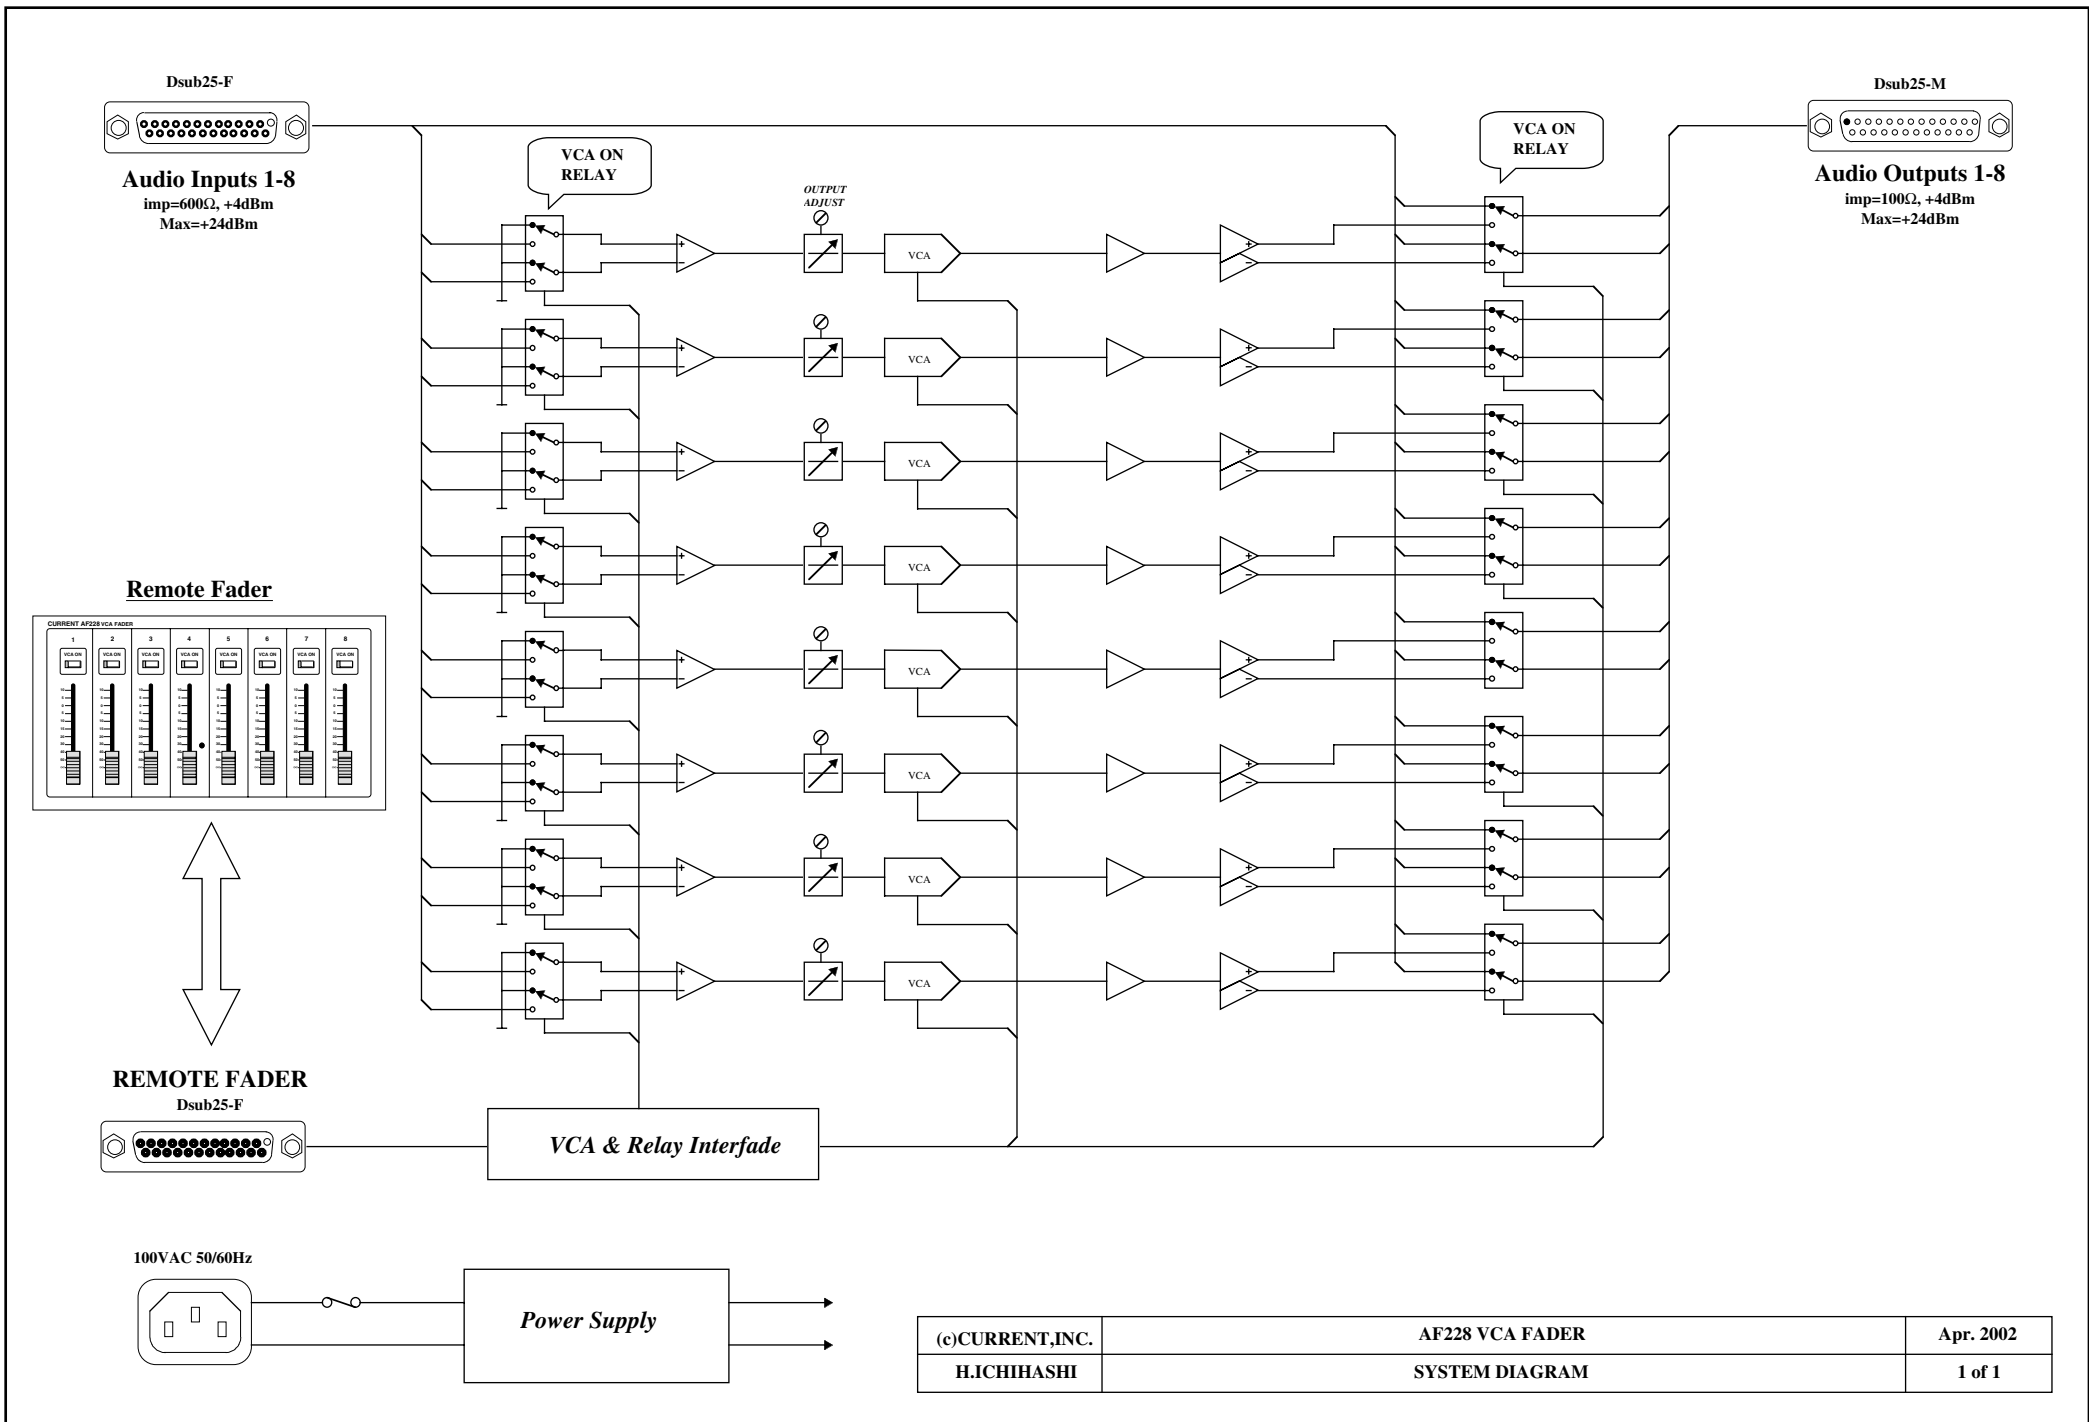 Dsub25-F
Audio Inputs 1-8
imp=600Ω, +4dBm
Max=+24dBm
VCA ON
RELAY
OUTPUT
ADJUST
VCA ON
RELAY
Dsub25-M
Audio Outputs 1-8
imp=100Ω, +4dBm
Max=+24dBm
+
−
VCA
+
−
+
−
VCA
+
−
+
−
VCA
+
−
+
−
VCA
+
−
+
−
VCA
+
−
+
−
VCA
+
−
+
−
VCA
+
−
+
−
VCA
+
−
Remote Fader
CURRENT AF228 VCA FADER
1 2 3 4 5 6 7 8
VCA ON VCA ON VCA ON VCA ON VCA ON VCA ON VCA ON VCA ON
REMOTE FADER
Dsub25-F
VCA & Relay Interfade
100VAC 50/60Hz
Power Supply
(c)CURRENT,INC. AF228 VCA FADER Apr. 2002
H.ICHIHASHI SYSTEM DIAGRAM 1 of 1